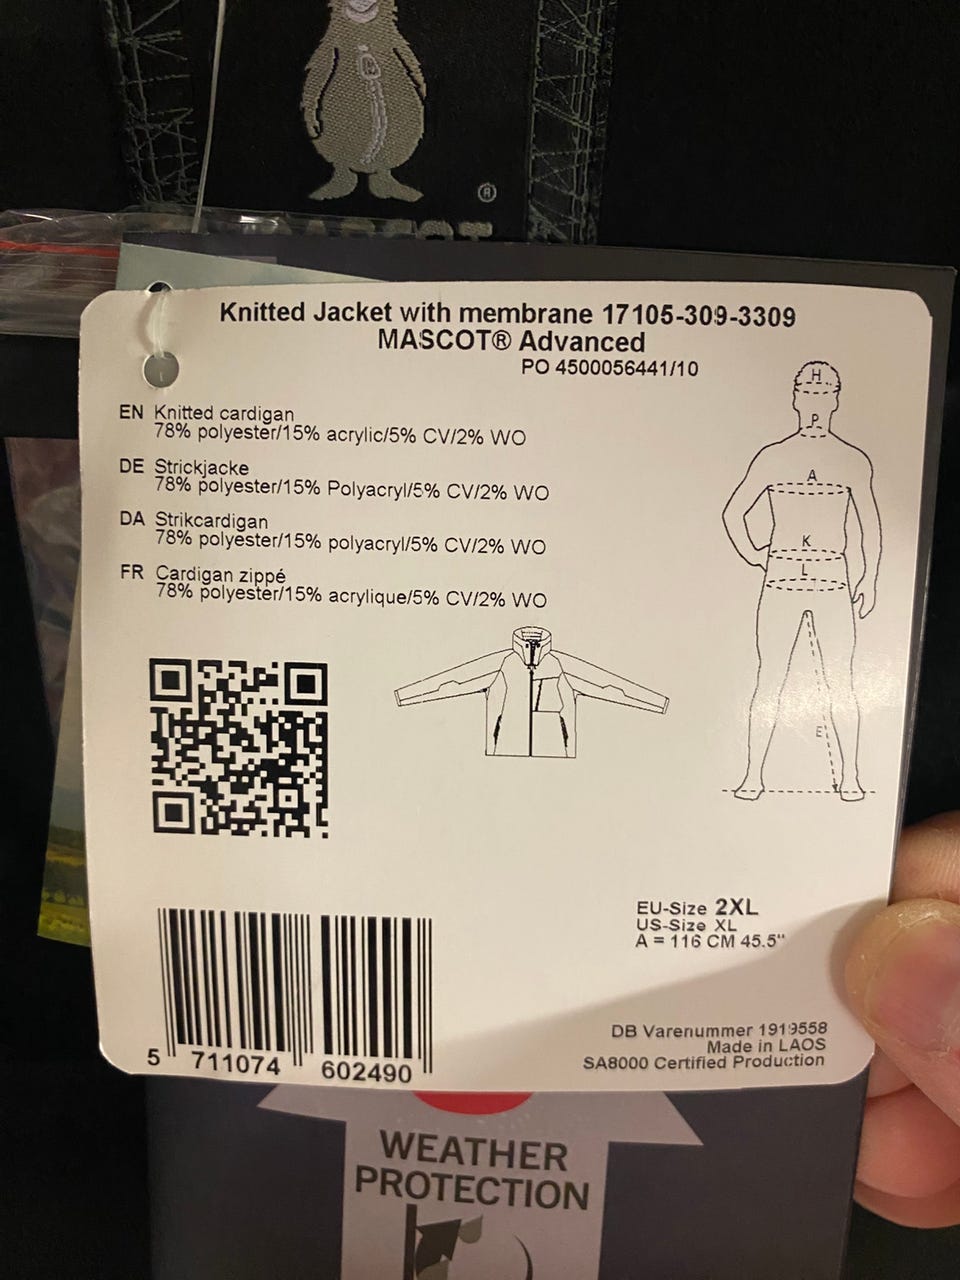 ®
MASCOT
Knitted Jacket with membrane 17105-309-3309
MASCOT® Advanced
PO 4500056441/10
EN Knitted cardigan
78% polyester/15% acrylic/5% CV/2% WO
DE Strickjacke
78% polyester/15% Polyacryl/5% CV/2% WO
DA Strikcardigan
78% polyester/15% polyacryl/5% CV/2% WO
FR Cardigan zippé
78% polyester/15% acrylique/5% CV/2% WO
H
P
A
K
L
E
EU-Size 2XL
US-Size XL
A = 116 CM 45.5"
5 711074 602490
DB Varenummer 1919558
Made in LAOS
SA8000 Certified Production
WEATHER
PROTECTION